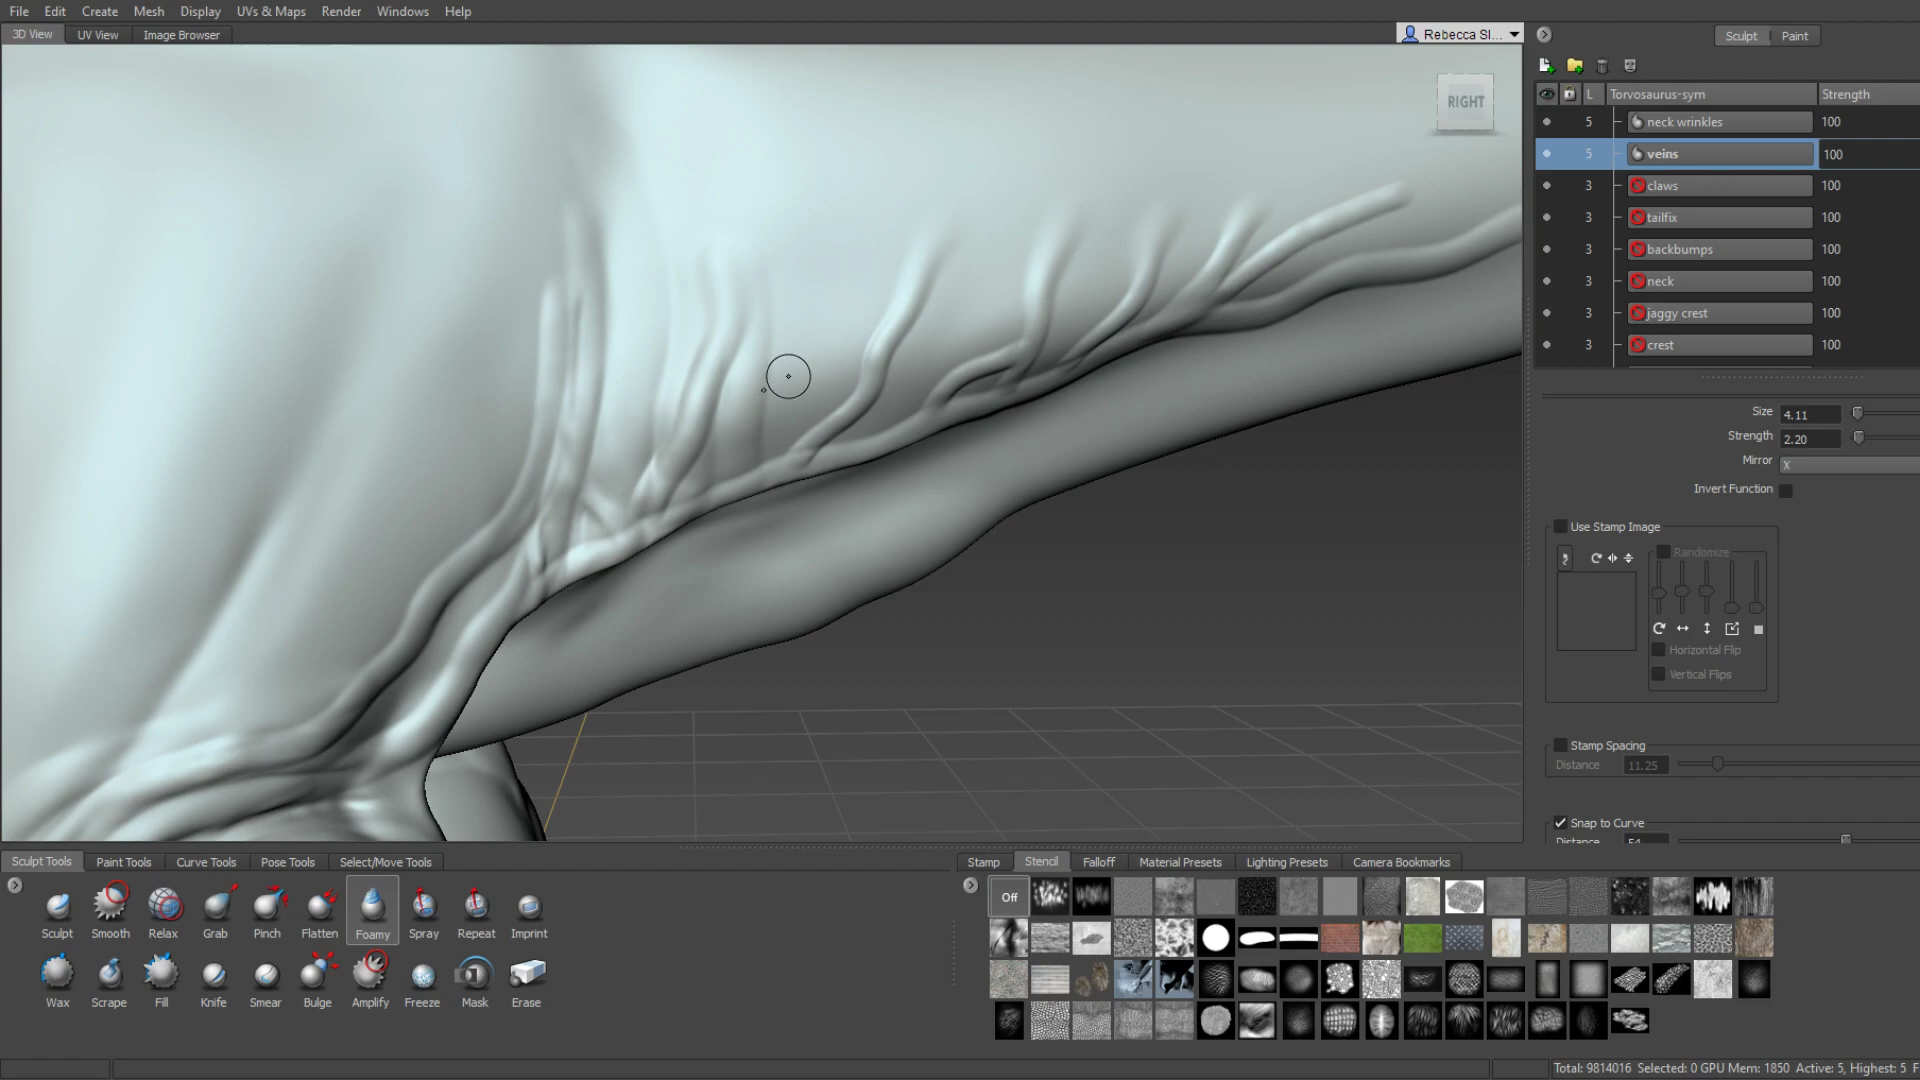 File Edit Create Mesh Display UVs & Maps Render Windows Help
3D View UV View Image Browser
Rebecca Sl...
Sculpt Paint
RIGHT
L Torvosaurus-sym Strength
5 neck wrinkles 100
5 veins 100
3 claws 100
3 tailfix 100
3 backbumps 100
3 neck 100
3 jaggy crest 100
3 crest 100
Size 4.11
Strength 2.20
Mirror X
Invert Function
Use Stamp Image
Randomize
Horizontal Flip
Vertical Flips
Stamp Spacing
Distance 11.25
Snap to Curve
Distance 54
Sculpt Tools Paint Tools Curve Tools Pose Tools Select/Move Tools
Sculpt Smooth Relax Grab Pinch Flatten Foamy Spray Repeat Imprint
Wax Scrape Fill Knife Smear Bulge Amplify Freeze Mask Erase
Stamp Stencil Falloff Material Presets Lighting Presets Camera Bookmarks
Off
Total: 9814016 Selected: 0 GPU Mem: 1850 Active: 5, Highest: 5 F